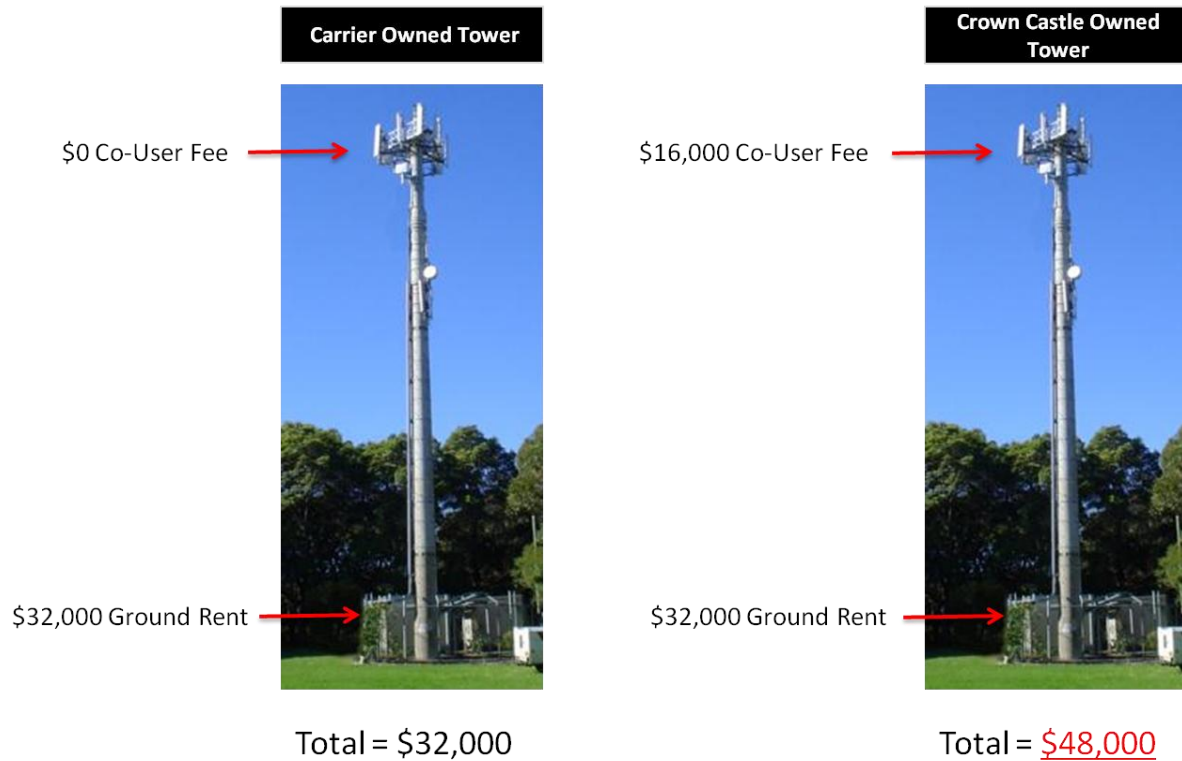 Carrier Owned Tower
Crown Castle Owned
Tower
$0 Co-User Fee
$16,000 Co-User Fee
$32,000 Ground Rent
$32,000 Ground Rent
Total = $32,000
Total = $48,000